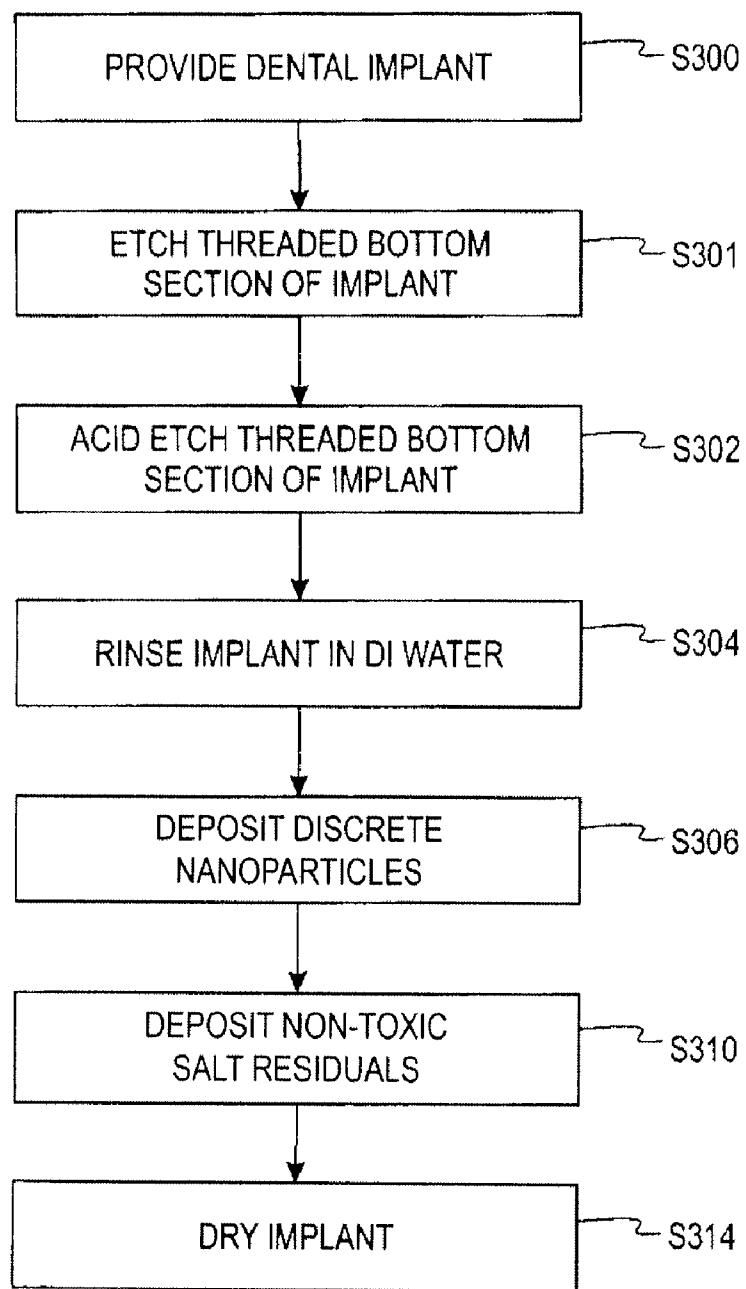 PROVIDE DENTAL IMPLANT
S300
ETCH THREADED BOTTOM
SECTION OF IMPLANT
S301
ACID ETCH THREADED BOTTOM
SECTION OF IMPLANT
S302
RINSE IMPLANT IN DI WATER
S304
DEPOSIT DISCRETE
NANOPARTICLES
S306
DEPOSIT NON-TOXIC
SALT RESIDUALS
S310
DRY IMPLANT
S314